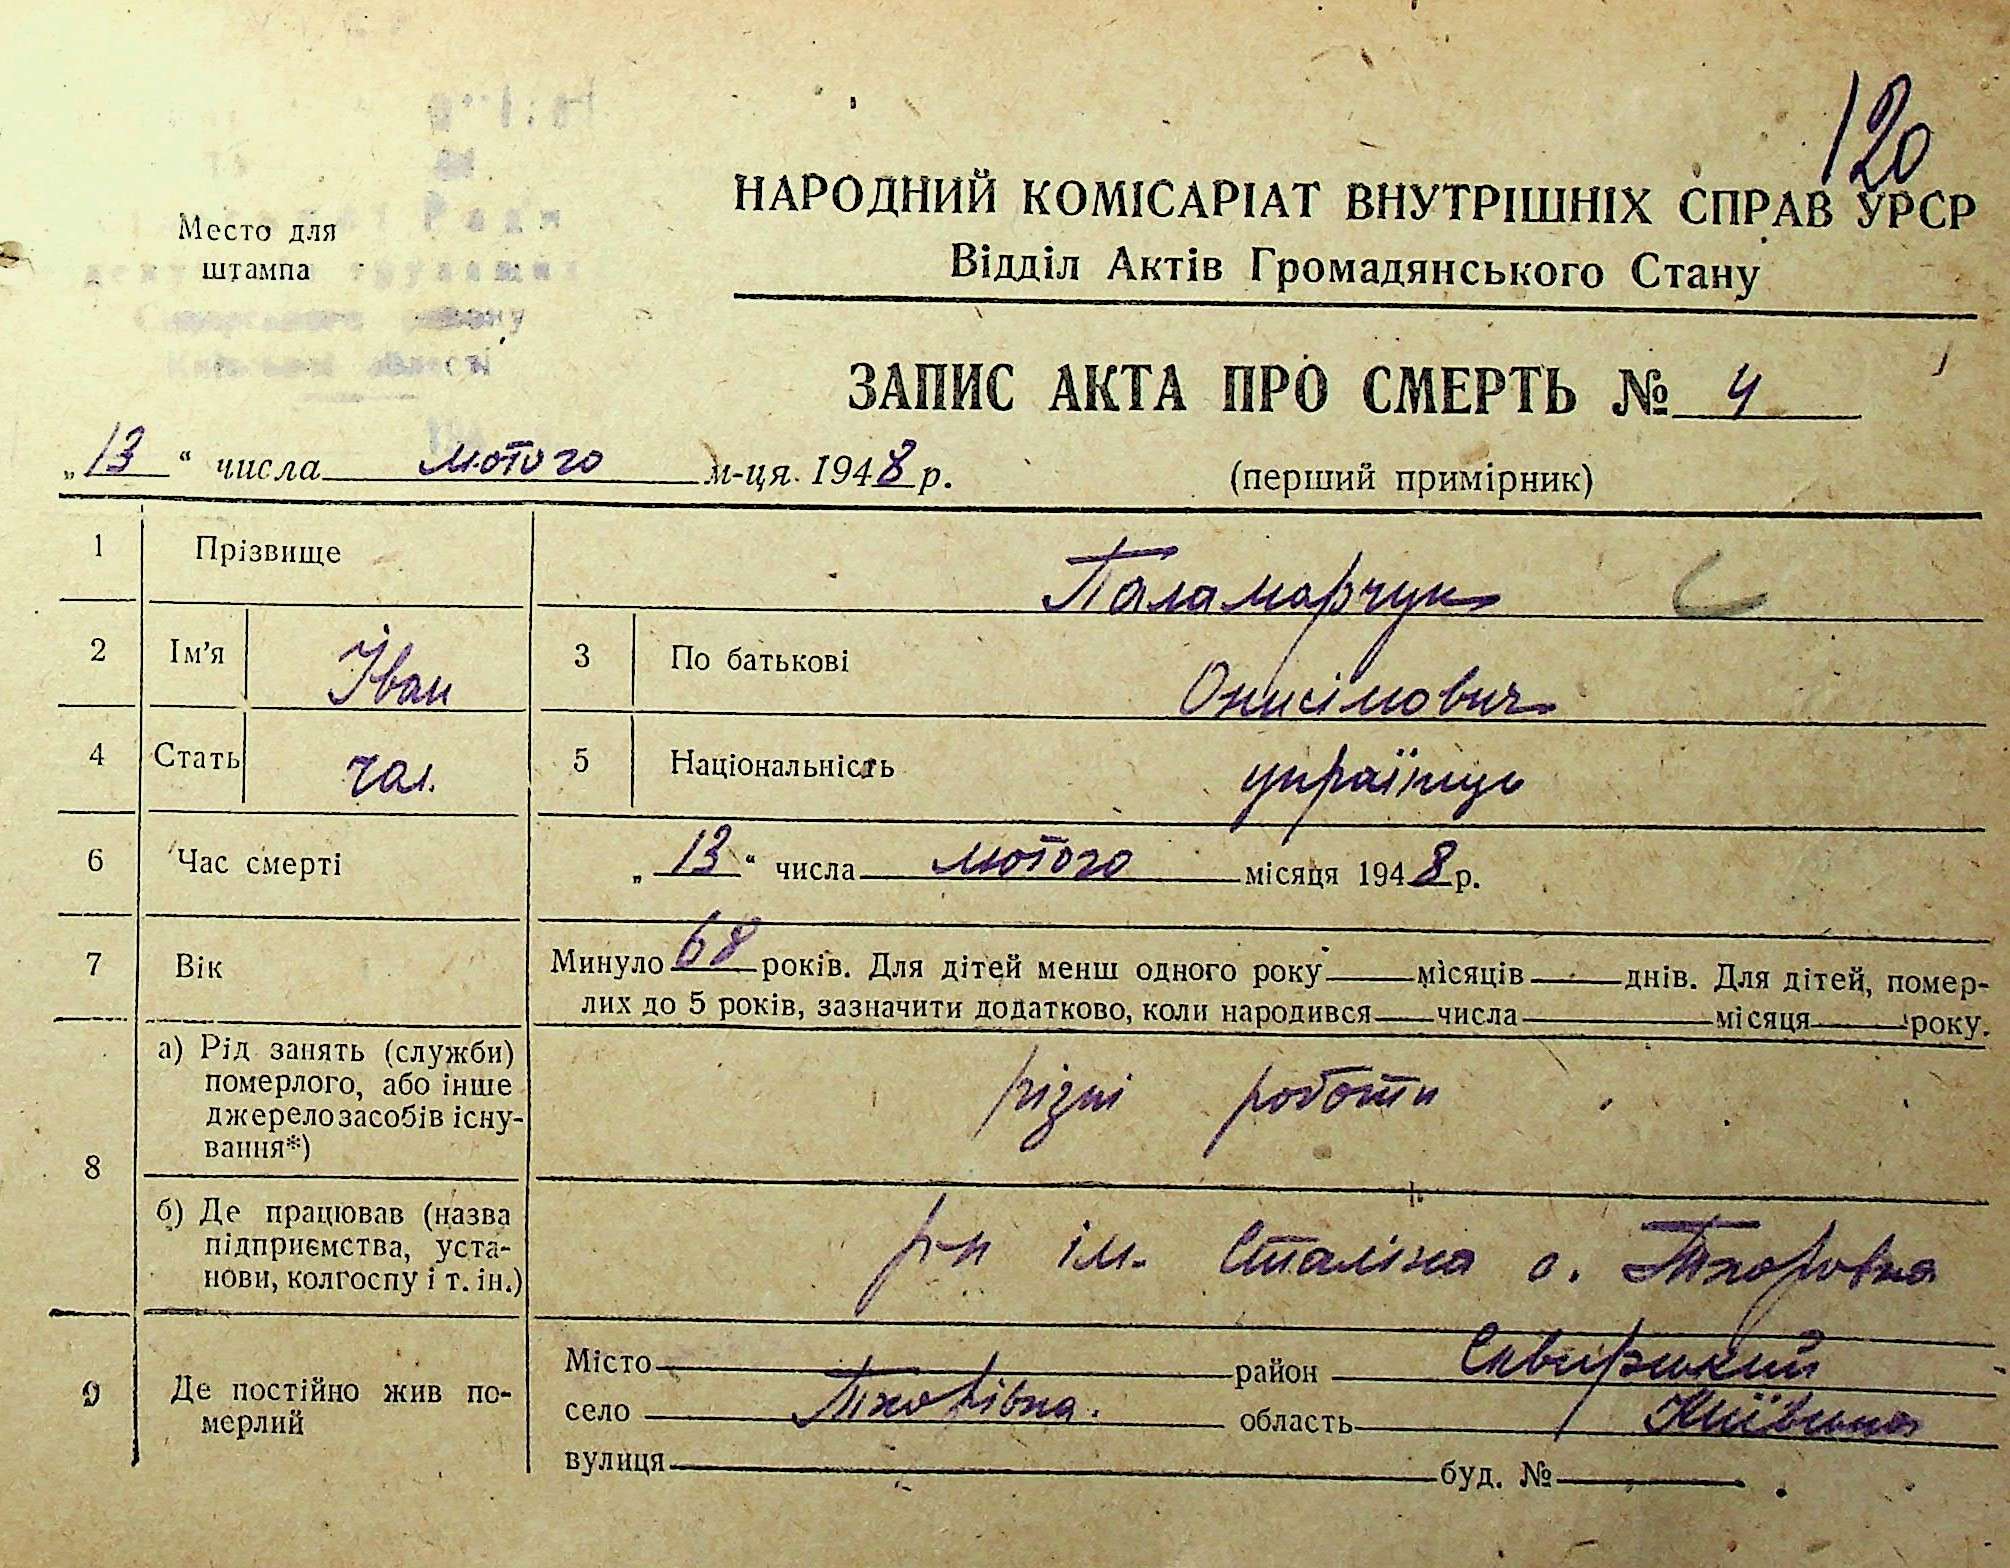 120
НАРОДНИЙ КОМІСАРІАТ ВНУТРІШНІХ СПРАВ УРСР
Відділ Актів Громадянського Стану
Место для
штампа
Ради
трудящих
району
області
ЗАПИС АКТА ПРО СМЕРТЬ № 4
„13“ числа лютого м-ця 1948 р.
(перший примірник)
1 Прізвище Паламарчук
2 Ім'я Іван 3 По батькові Онисімович
4 Стать чол. 5 Національність українець
6 Час смерті „13“ числа лютого місяця 1948 р.
7 Вік Минуло 68 років. Для дітей менш одного року — місяців — днів. Для дітей, помер-
лих до 5 років, зазначити додатково, коли народився — числа — місяця — року.
8 а) Рід занять (служби)
померлого, або інше
джерело засобів існу-
вання*)
різні роботи
б) Де працював (назва
підприємства, уста-
нови, колгоспу і т. ін.)
ім. Сталіна с. Тхоровка
9 Де постійно жив по-
мерлий
Місто район Сквирський
село Тхорівка. область Київська
вулиця буд. №